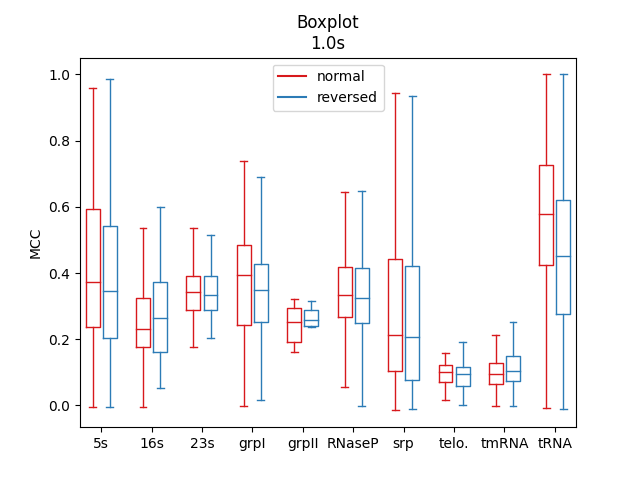 Boxplot
1.0s
normal
reversed
MCC
1.0
0.8
0.6
0.4
0.2
0.0
5s 16s 23s grpI grpII RNaseP srp telo. tmRNA tRNA